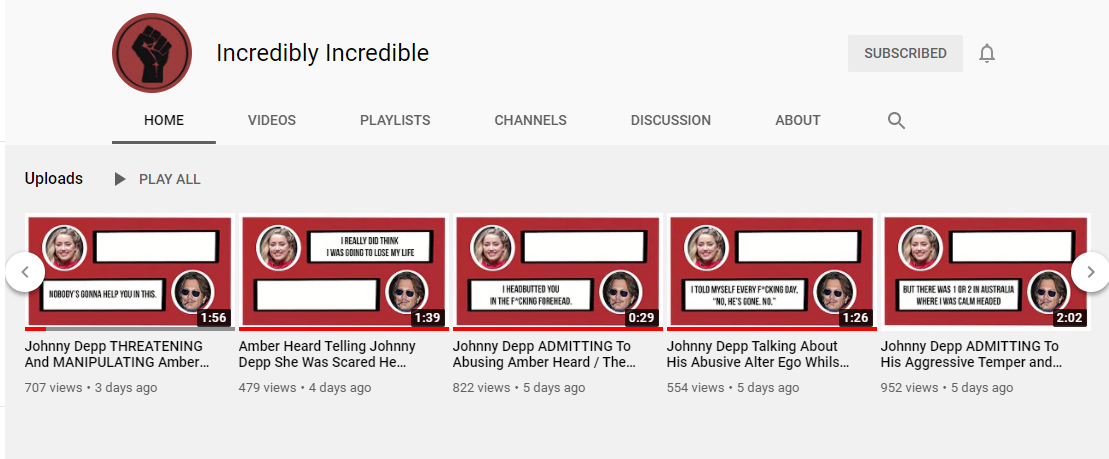 Incredibly Incredible
SUBSCRIBED
HOME
VIDEOS
PLAYLISTS
CHANNELS
DISCUSSION
ABOUT
Uploads
PLAY ALL
NOBODY'S GONNA HELP YOU IN THIS.
1:56
I REALLY DID THINK
I WAS GOING TO LOSE MY LIFE
1:39
I HEADBUTTED YOU
IN THE F*CKING FOREHEAD.
0:29
I TOLD MYSELF EVERY F*CKING DAY,
"NO, HE'S GONE. NO."
1:26
BUT THERE WAS 1 OR 2 IN AUSTRALIA
WHERE I WAS CALM HEADED
2:02
Johnny Depp THREATENING
And MANIPULATING Amber...
707 views • 3 days ago
Amber Heard Telling Johnny
Depp She Was Scared He...
479 views • 4 days ago
Johnny Depp ADMITTING To
Abusing Amber Heard / The...
822 views • 5 days ago
Johnny Depp Talking About
His Abusive Alter Ego Whils...
554 views • 5 days ago
Johnny Depp ADMITTING To
His Aggressive Temper and...
952 views • 5 days ago